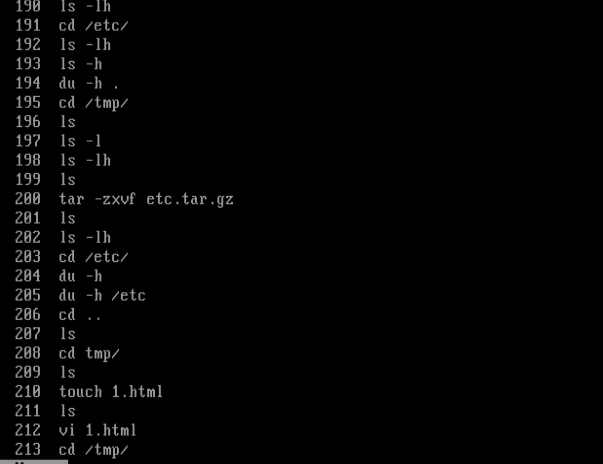 190 ls -lh
191 cd /etc/
192 ls -lh
193 ls -h
194 du -h .
195 cd /tmp/
196 ls
197 ls -l
198 ls -lh
199 ls
200 tar -zxvf etc.tar.gz
201 ls
202 ls -lh
203 cd /etc/
204 du -h
205 du -h /etc
206 cd ..
207 ls
208 cd tmp/
209 ls
210 touch 1.html
211 ls
212 vi 1.html
213 cd /tmp/